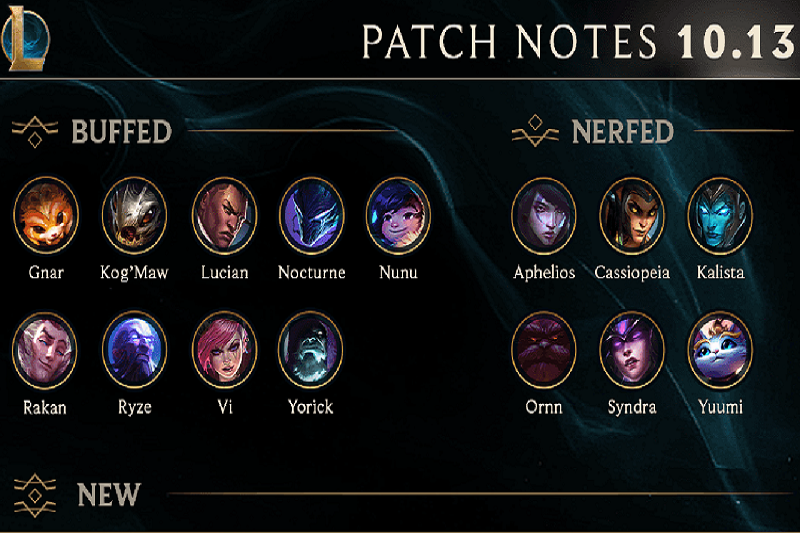 PATCH NOTES 10.13
BUFFED
Gnar Kog'Maw Lucian Nocturne Nunu
Rakan Ryze Vi Yorick
NERFED
Aphelios Cassiopeia Kalista
Ornn Syndra Yuumi
NEW